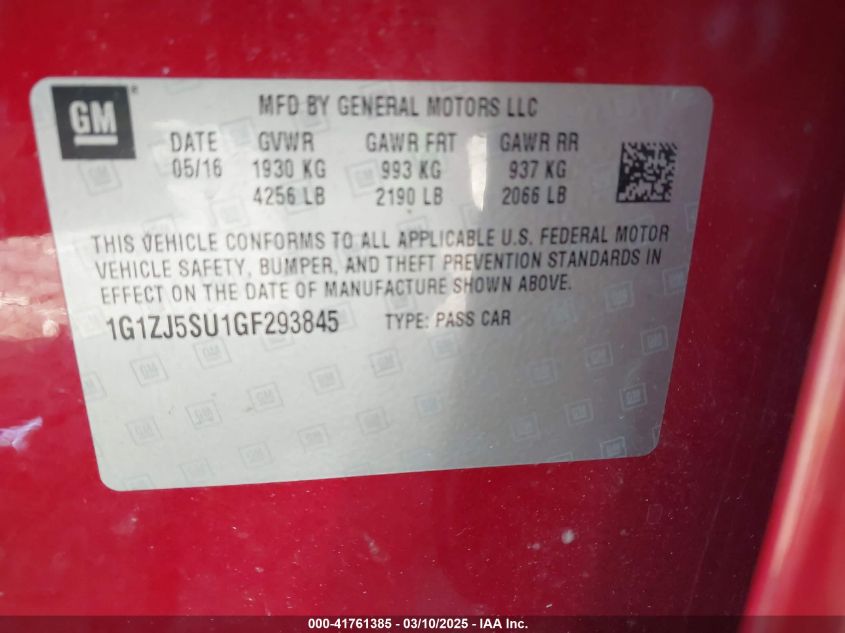 GM
MFD BY GENERAL MOTORS LLC
DATE GVWR GAWR FRT GAWR RR
05/16 1930 KG 993 KG 937 KG
4256 LB 2190 LB 2066 LB
THIS VEHICLE CONFORMS TO ALL APPLICABLE U.S. FEDERAL MOTOR
VEHICLE SAFETY, BUMPER, AND THEFT PREVENTION STANDARDS IN
EFFECT ON THE DATE OF MANUFACTURE SHOWN ABOVE.
1G1ZJ5SU1GF293845 TYPE: PASS CAR
000-41761385 - 03/10/2025 - IAA Inc.